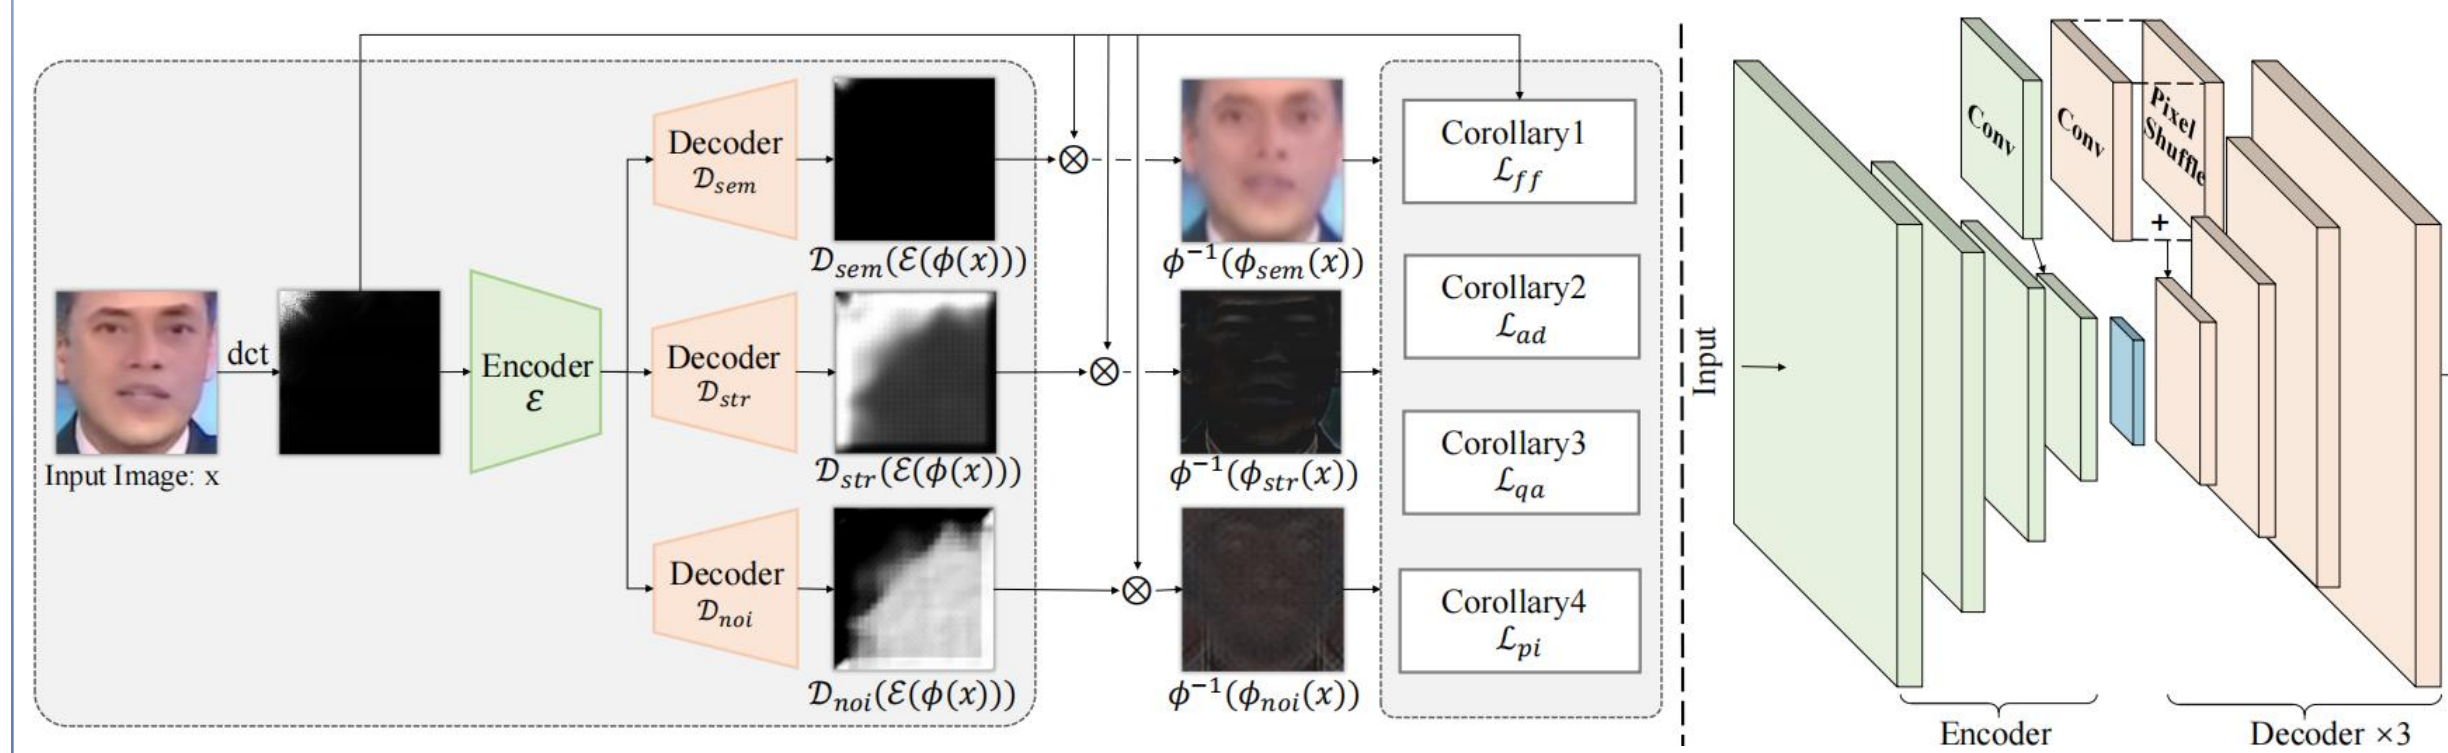 Input Image: x
dct
Encoder
ℰ
Decoder
𝒟sem
𝒟sem(ℰ(ϕ(x)))
Decoder
𝒟str
𝒟str(ℰ(ϕ(x)))
Decoder
𝒟noi
𝒟noi(ℰ(ϕ(x)))
ϕ⁻¹(ϕsem(x))
ϕ⁻¹(ϕstr(x))
ϕ⁻¹(ϕnoi(x))
Corollary1
ℒff
Corollary2
ℒad
Corollary3
ℒqa
Corollary4
ℒpi
Input
Conv
Conv
Pixel
Shuffle
+
Encoder
Decoder ×3